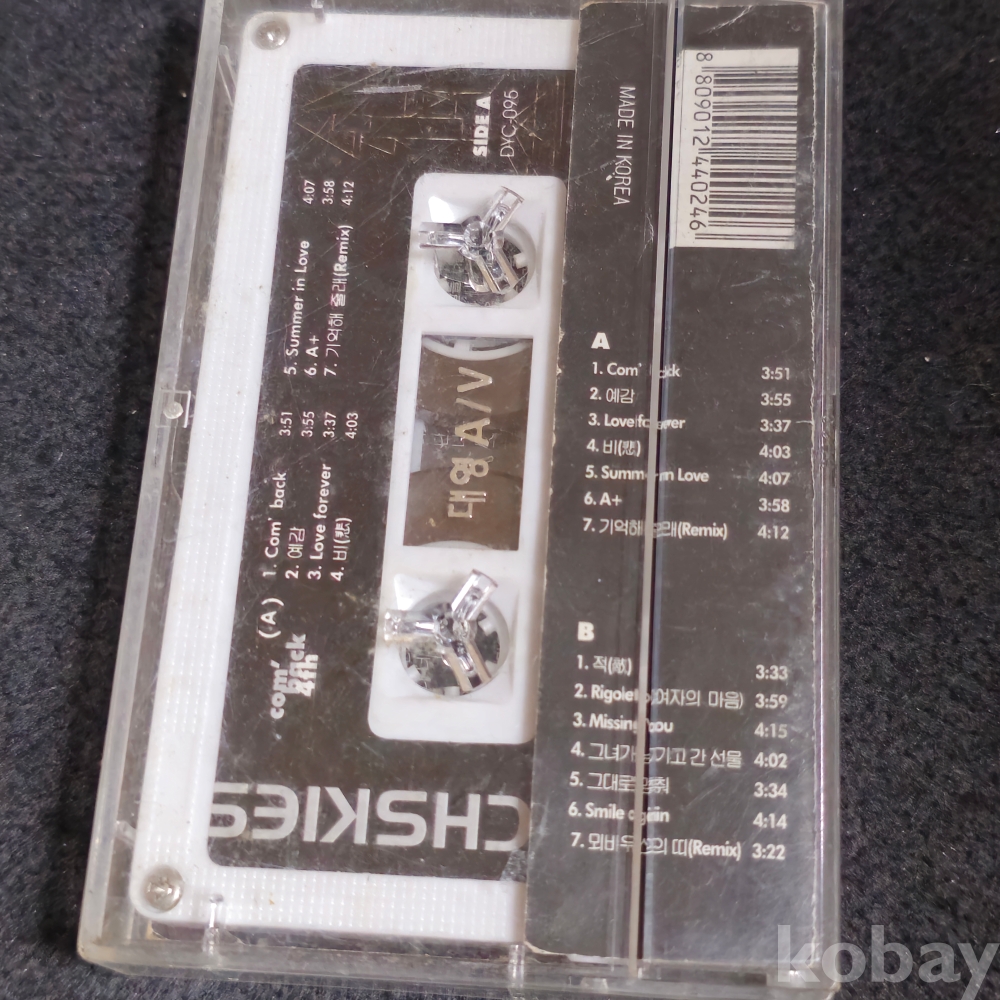 SIDE A
DYC-096
(A) 1. Com' back 3:51
2. 예감 3:55
3. Love forever 3:37
4. 비(悲) 4:03
5. Summer in Love 4:07
6. A+ 3:58
7. 기억해 줄래(Remix) 4:12
com' back
4th
대영 A/V
CHSKIES
MADE IN KOREA
8 809012 440246
A
1. Com' back 3:51
2. 예감 3:55
3. Love forever 3:37
4. 비(悲) 4:03
5. Summer in Love 4:07
6. A+ 3:58
7. 기억해 줄래(Remix) 4:12
B
1. 적(敵) 3:33
2. Rigoletto(여자의 마음) 3:59
3. Missing you 4:15
4. 그녀가 남기고 간 선물 4:02
5. 그대로 멈춰 3:34
6. Smile again 4:14
7. 뫼비우스의 띠(Remix) 3:22
kobay